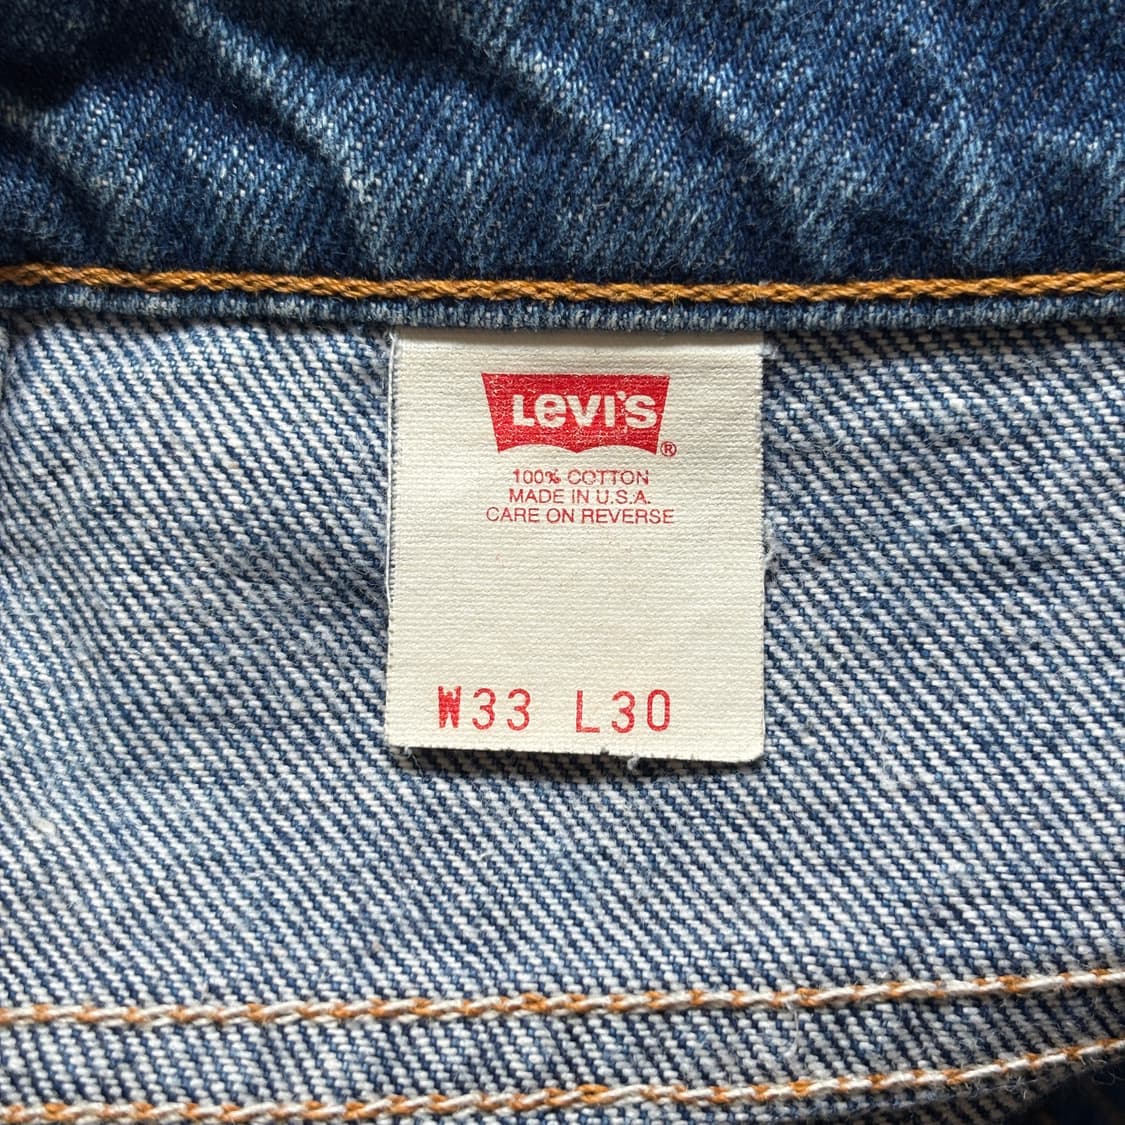 LEVI'S ®
100% COTTON
MADE IN U.S.A.
CARE ON REVERSE
W33 L30